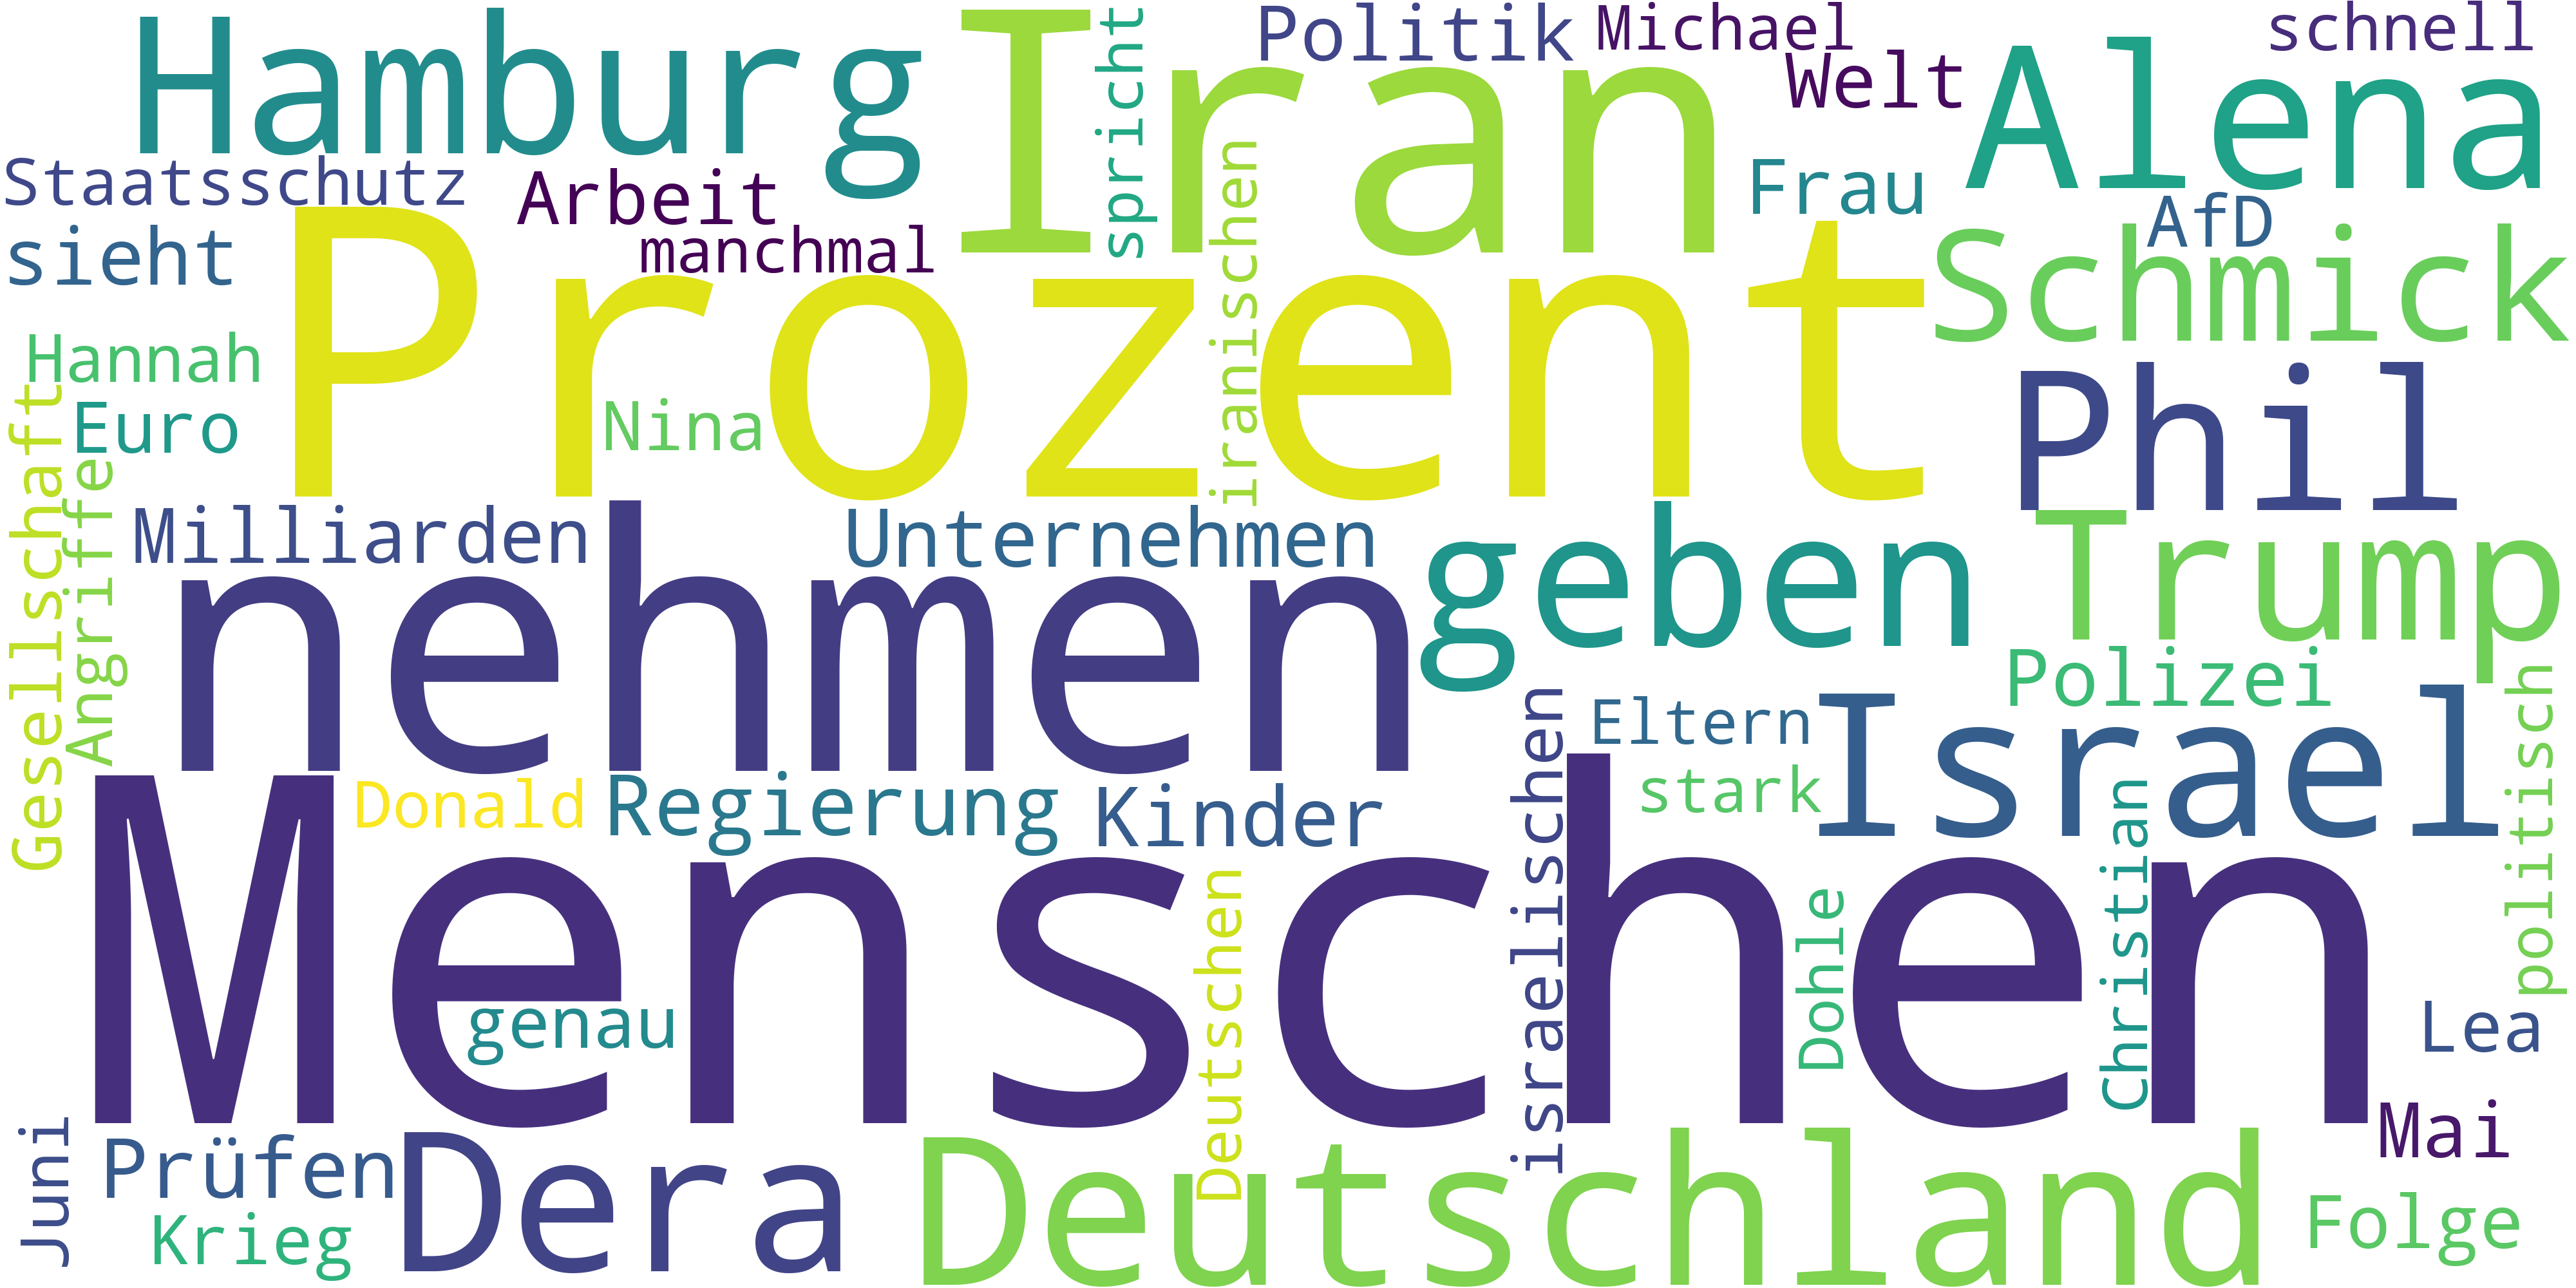 Hamburg
Iran
spricht
Politik
Michael
schnell
Welt
Alena
Staatsschutz
Arbeit
iranischen
Frau
AfD
sieht
manchmal
Prozent
Schmick
Hannah
Euro
Nina
Phil
Gesellschaft
Angriffe
Milliarden
Unternehmen
nehmen
geben
Trump
Polizei
politisch
israelischen
Eltern
Israel
Donald
Regierung
Kinder
stark
Menschen
genau
Deutschen
Dohle
Christian
Lea
Juni
Prüfen
Dera
Deutschland
Mai
Krieg
Folge